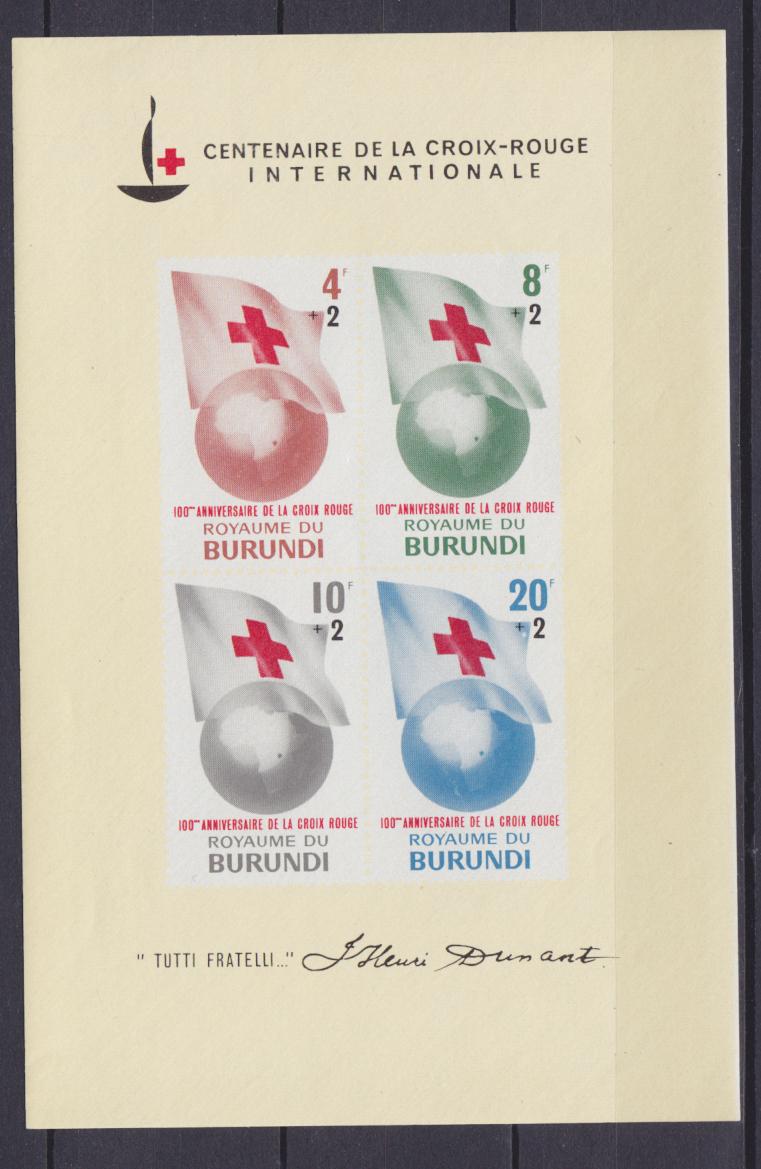 CENTENAIRE DE LA CROIX-ROUGE
INTERNATIONALE
4F
+ 2
100me ANNIVERSAIRE DE LA CROIX ROUGE
ROYAUME DU
BURUNDI
8F
+ 2
100me ANNIVERSAIRE DE LA CROIX ROUGE
ROYAUME DU
BURUNDI
10F
+ 2
100me ANNIVERSAIRE DE LA CROIX ROUGE
ROYAUME DU
BURUNDI
20F
+ 2
100me ANNIVERSAIRE DE LA CROIX ROUGE
ROYAUME DU
BURUNDI
" TUTTI FRATELLI..." J Henri Dunant